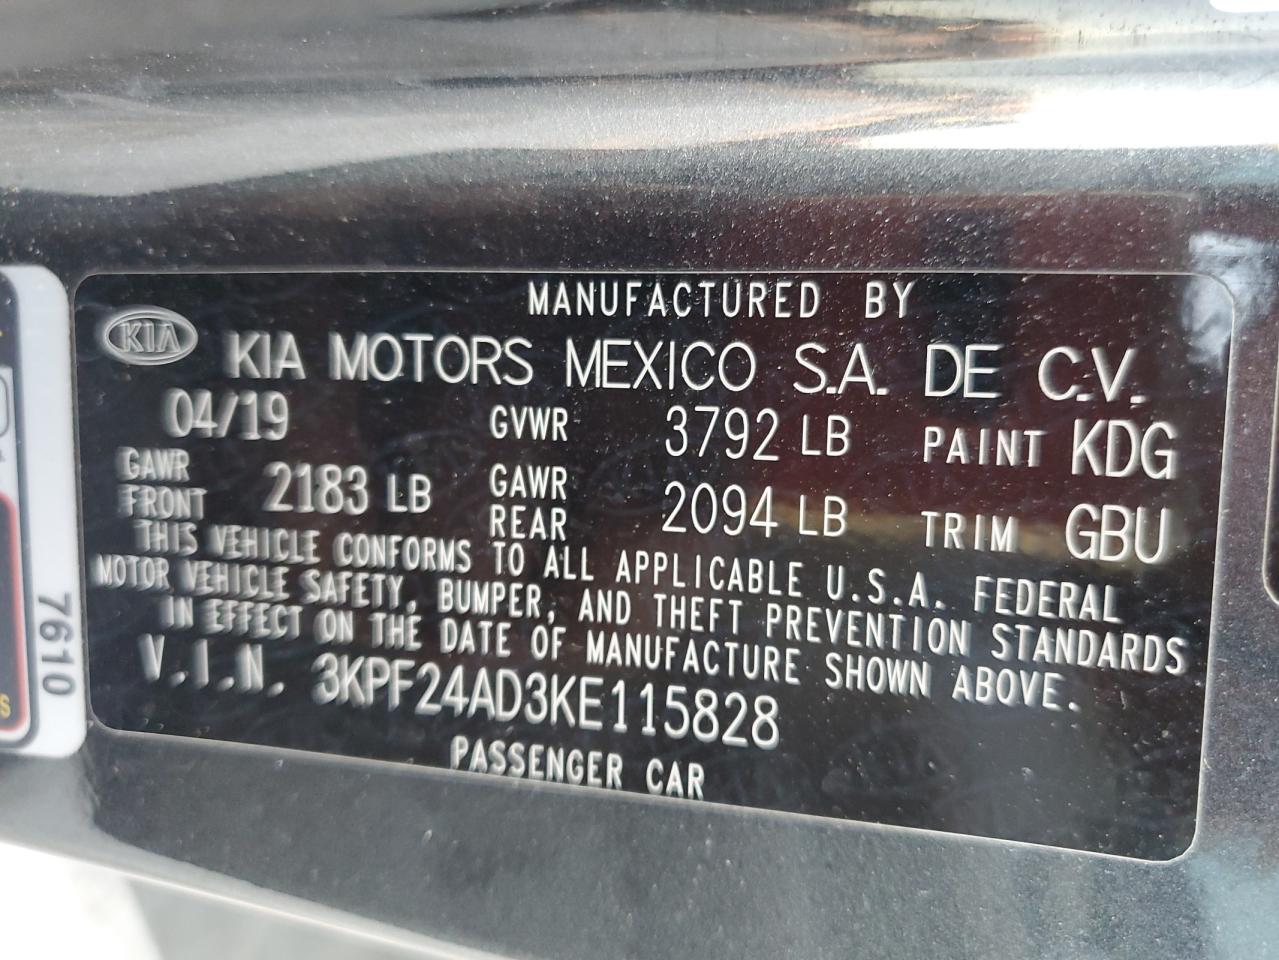 MANUFACTURED BY
KIA KIA MOTORS MEXICO S.A. DE C.V.
04/19 GVWR 3792 LB PAINT KDG
GAWR FRONT 2183 LB GAWR REAR 2094 LB TRIM GBU
THIS VEHICLE CONFORMS TO ALL APPLICABLE U.S.A. FEDERAL
MOTOR VEHICLE SAFETY, BUMPER, AND THEFT PREVENTION STANDARDS
IN EFFECT ON THE DATE OF MANUFACTURE SHOWN ABOVE.
V.I.N. 3KPF24AD3KE115828
PASSENGER CAR
7610